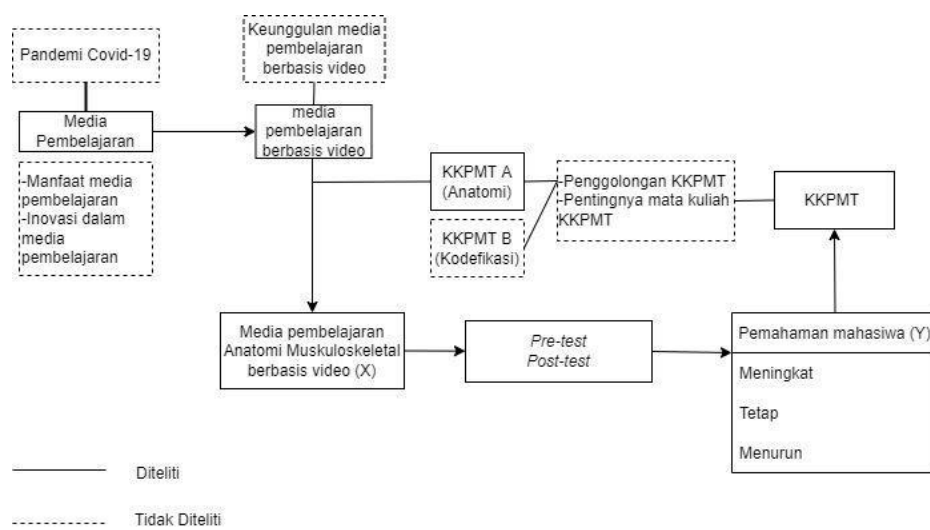 Pandemi Covid-19
Keunggulan media
pembelajaran
berbasis video
Media
Pembelajaran
media
pembelajaran
berbasis video
-Manfaat media
pembelajaran
-Inovasi dalam
media
pembelajaran
KKPMT A
(Anatomi)
KKPMT B
(Kodefikasi)
-Penggolongan KKPMT
-Pentingnya mata kuliah
KKPMT
KKPMT
Media pembelajaran
Anatomi Muskuloskeletal
berbasis video (X)
Pre-test
Post-test
Pemahaman mahasiwa (Y)
Meningkat
Tetap
Menurun
Diteliti
Tidak Diteliti